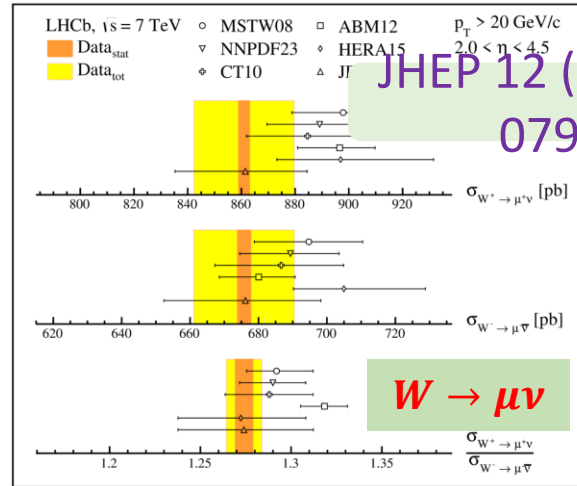 LHCb, √s = 7 TeV MSTW08 ABM12 p_T > 20 GeV/c
Data_stat NNPDF23 HERA15 2.0 < η < 4.5
Data_tot CT10
JHEP 12 (
079
800 820 840 860 880 900 920
σ_{W⁺→μ⁺ν} [pb]
620 640 660 680 700 720
σ_{W⁻→μ⁻ν̄} [pb]
W → μν
1.2 1.25 1.3 1.35
σ_{W⁺→μ⁺ν}
σ_{W⁻→μ⁻ν̄}